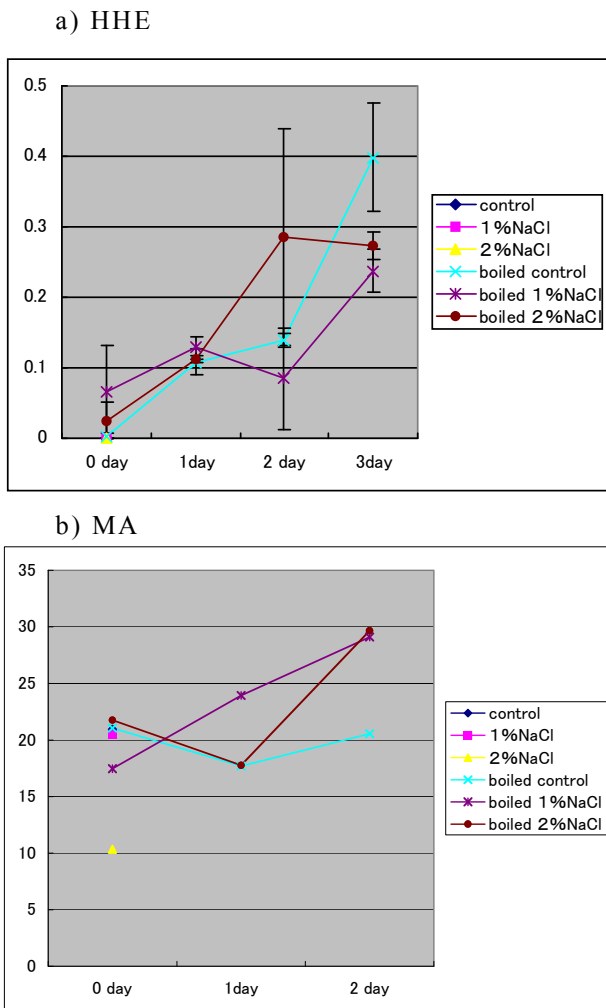 a) HHE
0.5
0.4
0.3
0.2
0.1
0
0 day 1day 2 day 3day
control
1%NaCl
2%NaCl
boiled control
boiled 1%NaCl
boiled 2%NaCl
b) MA
35
30
25
20
15
10
5
0
0 day 1day 2 day
control
1%NaCl
2%NaCl
boiled control
boiled 1%NaCl
boiled 2%NaCl